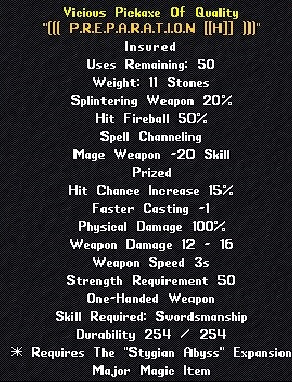 Vicious Pickaxe Of Quality
"[[[ P.R.E.P.A.R.A.T.I.O.N [[H]] ]]]"
Insured
Uses Remaining: 50
Weight: 11 Stones
Splintering Weapon 20%
Hit Fireball 50%
Spell Channeling
Mage Weapon -20 Skill
Prized
Hit Chance Increase 15%
Faster Casting -1
Physical Damage 100%
Weapon Damage 12 - 16
Weapon Speed 3s
Strength Requirement 50
One-Handed Weapon
Skill Required: Swordsmanship
Durability 254 / 254
* Requires The "Stygian Abyss" Expansion
Major Magic Item